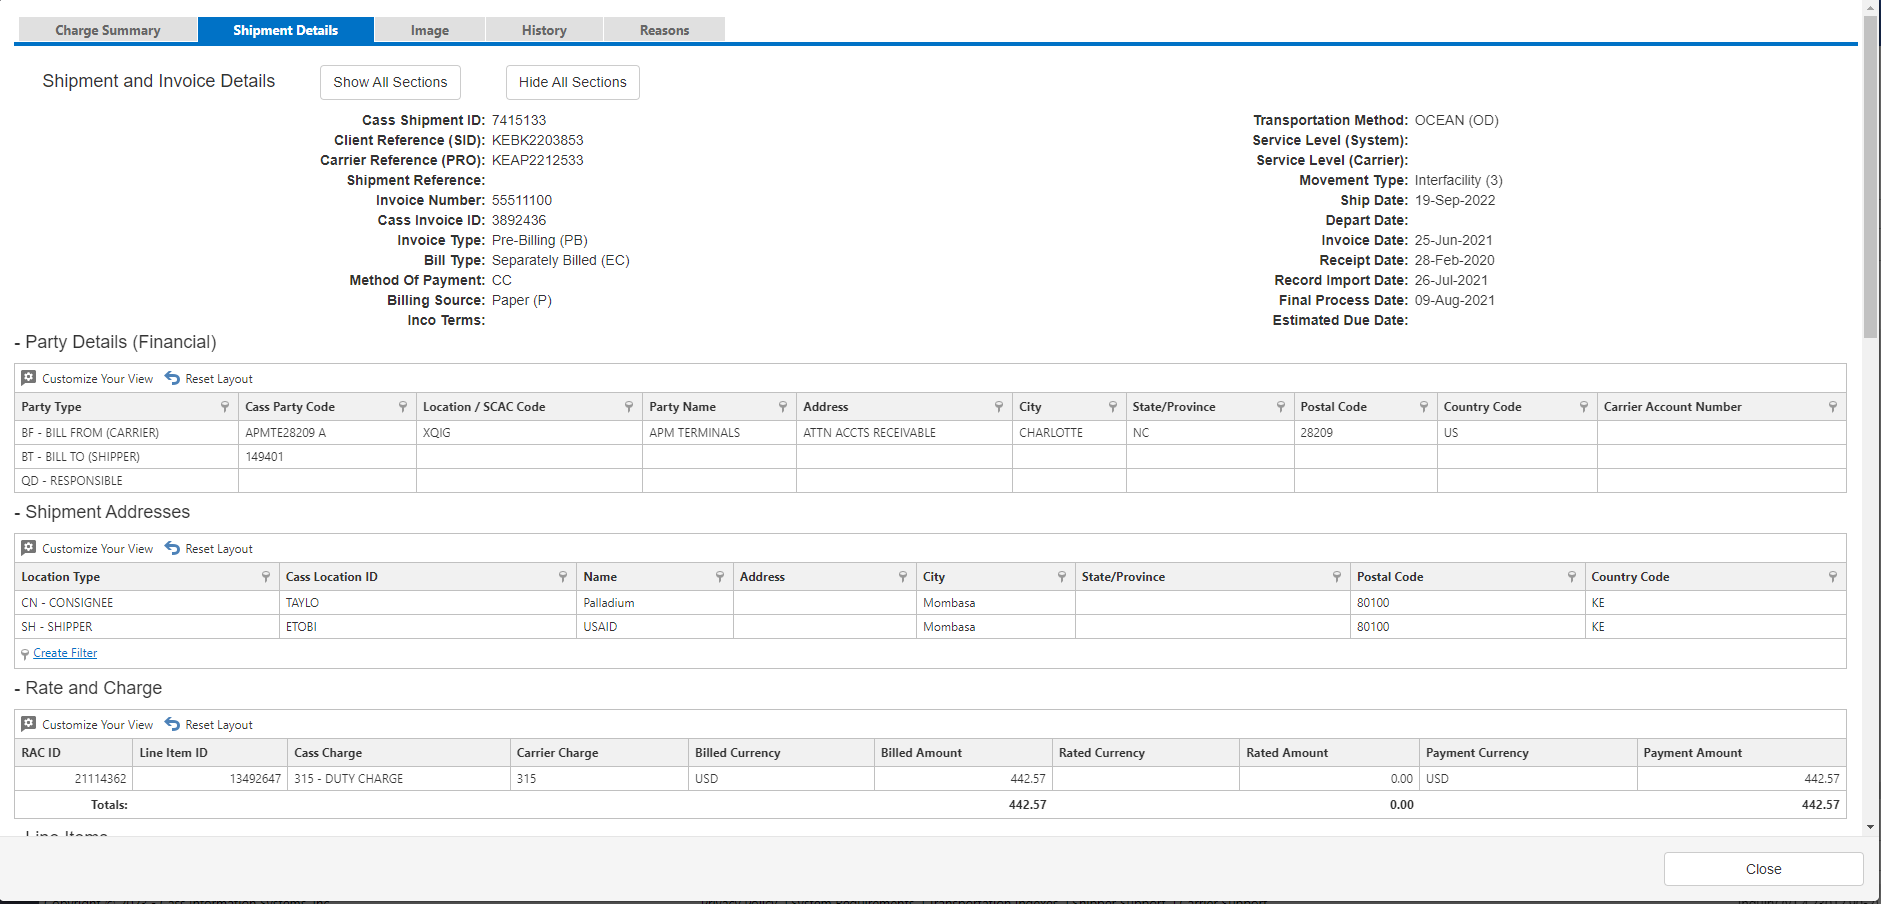 Charge Summary Shipment Details Image History Reasons
Shipment and Invoice Details Show All Sections Hide All Sections
Cass Shipment ID: 7415133 Transportation Method: OCEAN (OD)
Client Reference (SID): KEBK2203853 Service Level (System):
Carrier Reference (PRO): KEAP2212533 Service Level (Carrier):
Shipment Reference: Movement Type: Interfacility (3)
Invoice Number: 55511100 Ship Date: 19-Sep-2022
Cass Invoice ID: 3892436 Depart Date:
Invoice Type: Pre-Billing (PB) Invoice Date: 25-Jun-2021
Bill Type: Separately Billed (EC) Receipt Date: 28-Feb-2020
Method Of Payment: CC Record Import Date: 26-Jul-2021
Billing Source: Paper (P) Final Process Date: 09-Aug-2021
Inco Terms: Estimated Due Date:
- Party Details (Financial)
Customize Your View Reset Layout
Party Type Cass Party Code Location / SCAC Code Party Name Address City State/Province Postal Code Country Code Carrier Account Number
BF - BILL FROM (CARRIER) APMTE28209 A XQIG APM TERMINALS ATTN ACCTS RECEIVABLE CHARLOTTE NC 28209 US
BT - BILL TO (SHIPPER) 149401
QD - RESPONSIBLE
- Shipment Addresses
Customize Your View Reset Layout
Location Type Cass Location ID Name Address City State/Province Postal Code Country Code
CN - CONSIGNEE TAYLO Palladium Mombasa 80100 KE
SH - SHIPPER ETOBI USAID Mombasa 80100 KE
Create Filter
- Rate and Charge
Customize Your View Reset Layout
RAC ID Line Item ID Cass Charge Carrier Charge Billed Currency Billed Amount Rated Currency Rated Amount Payment Currency Payment Amount
21114362 13492647 315 - DUTY CHARGE 315 USD 442.57 0.00 USD 442.57
Totals: 442.57 0.00 442.57
- Line Items
Close